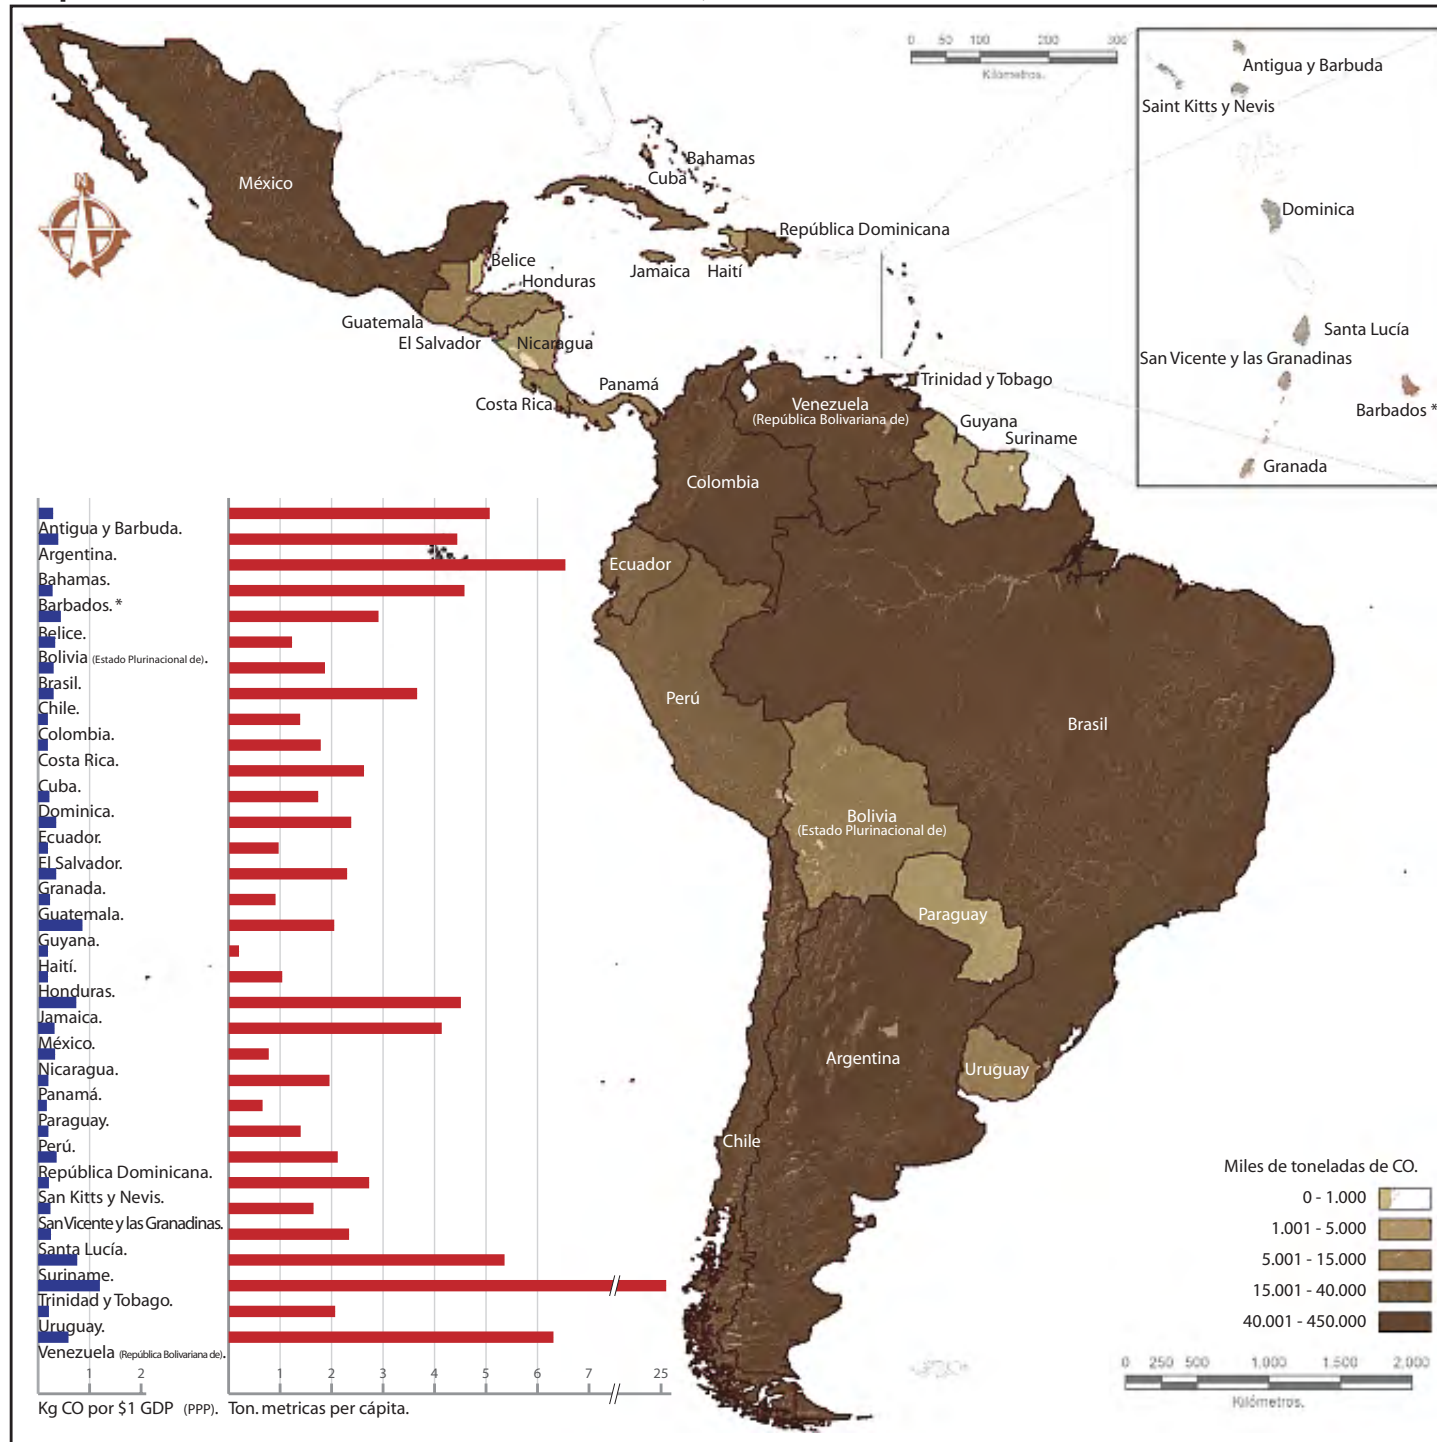 0 50 100 200 300
Kilómetros.
Antigua y Barbuda
Saint Kitts y Nevis
Dominica
Santa Lucía
San Vicente y las Granadinas
Barbados *
Granada
N
México
Bahamas
Cuba
República Dominicana
Jamaica
Haití
Belice
Honduras
Guatemala
El Salvador
Nicaragua
Costa Rica
Panamá
Trinidad y Tobago
Venezuela
(República Bolivariana de)
Guyana
Suriname
Colombia
Ecuador
Perú
Brasil
Bolivia
(Estado Plurinacional de)
Paraguay
Argentina
Uruguay
Chile
Antigua y Barbuda.
Argentina.
Bahamas.
Barbados. *
Belice.
Bolivia (Estado Plurinacional de).
Brasil.
Chile.
Colombia.
Costa Rica.
Cuba.
Dominica.
Ecuador.
El Salvador.
Granada.
Guatemala.
Guyana.
Haití.
Honduras.
Jamaica.
México.
Nicaragua.
Panamá.
Paraguay.
Perú.
República Dominicana.
San Kitts y Nevis.
San Vicente y las Granadinas.
Santa Lucía.
Suriname.
Trinidad y Tobago.
Uruguay.
Venezuela (República Bolivariana de).
1 2
1 2 3 4 5 6 7 25
Kg CO por $1 GDP (PPP). Ton. metricas per cápita.
Miles de toneladas de CO.
0 - 1.000
1.001 - 5.000
5.001 - 15.000
15.001 - 40.000
40.001 - 450.000
0 250 500 1.000 1.500 2.000
Kilómetros.